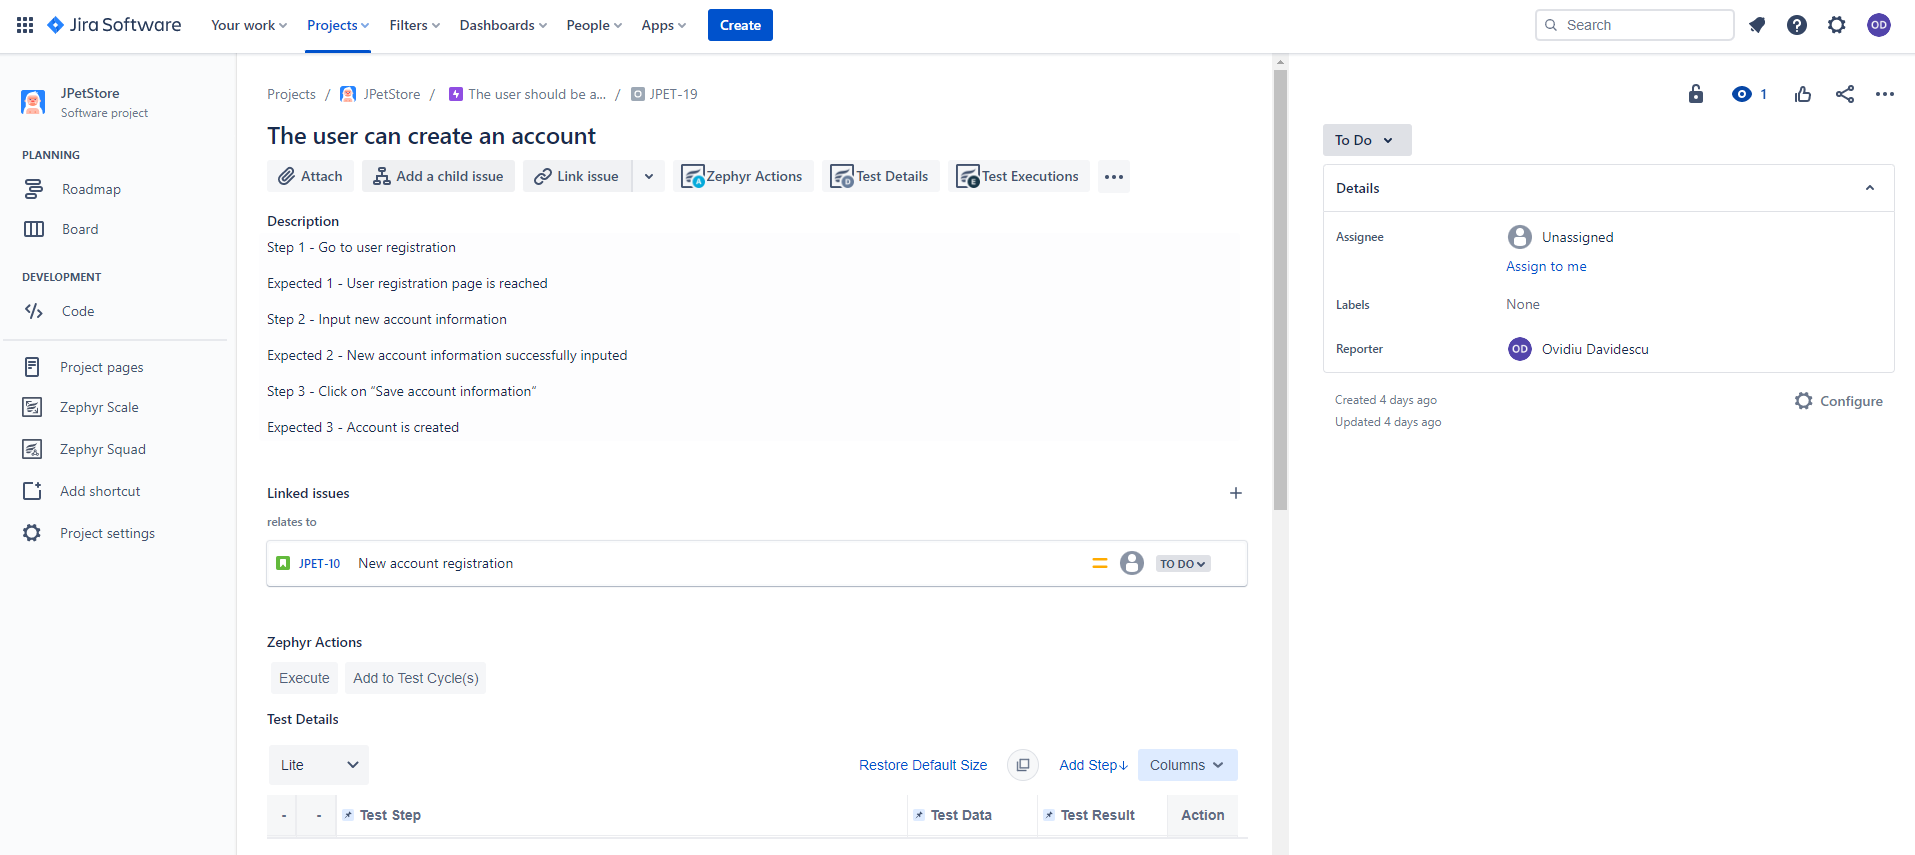 Jira Software Your work Projects Filters Dashboards People Apps Create Search OD
JPetStore
Software project
PLANNING
Roadmap
Board
DEVELOPMENT
Code
Project pages
Zephyr Scale
Zephyr Squad
Add shortcut
Project settings
Projects / JPetStore / The user should be a... / JPET-19
The user can create an account
Attach Add a child issue Link issue Zephyr Actions Test Details Test Executions
Description
Step 1 - Go to user registration
Expected 1 - User registration page is reached
Step 2 - Input new account information
Expected 2 - New account information successfully inputed
Step 3 - Click on “Save account information”
Expected 3 - Account is created
Linked issues
relates to
JPET-10 New account registration TO DO
Zephyr Actions
Execute Add to Test Cycle(s)
Test Details
Lite Restore Default Size Add Step↓ Columns
- - Test Step Test Data Test Result Action
1
To Do
Details
Assignee Unassigned
Assign to me
Labels None
Reporter OD Ovidiu Davidescu
Created 4 days ago Configure
Updated 4 days ago